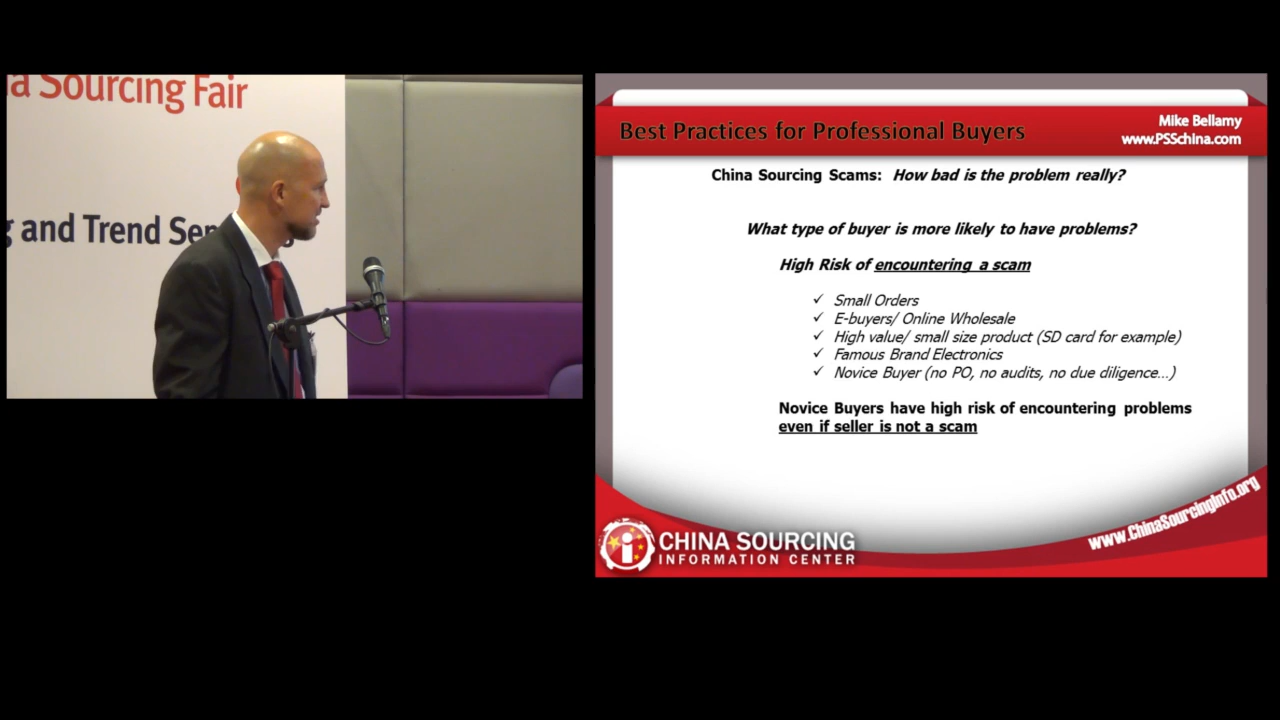 a Sourcing Fair
g and Trend Se
Best Practices for Professional Buyers
Mike Bellamy
www.PSSchina.com
China Sourcing Scams: How bad is the problem really?
What type of buyer is more likely to have problems?
High Risk of encountering a scam
✓ Small Orders
✓ E-buyers/ Online Wholesale
✓ High value/ small size product (SD card for example)
✓ Famous Brand Electronics
✓ Novice Buyer (no PO, no audits, no due diligence...)
Novice Buyers have high risk of encountering problems
even if seller is not a scam
CHINA SOURCING
INFORMATION CENTER
www.ChinaSourcingInfo.org